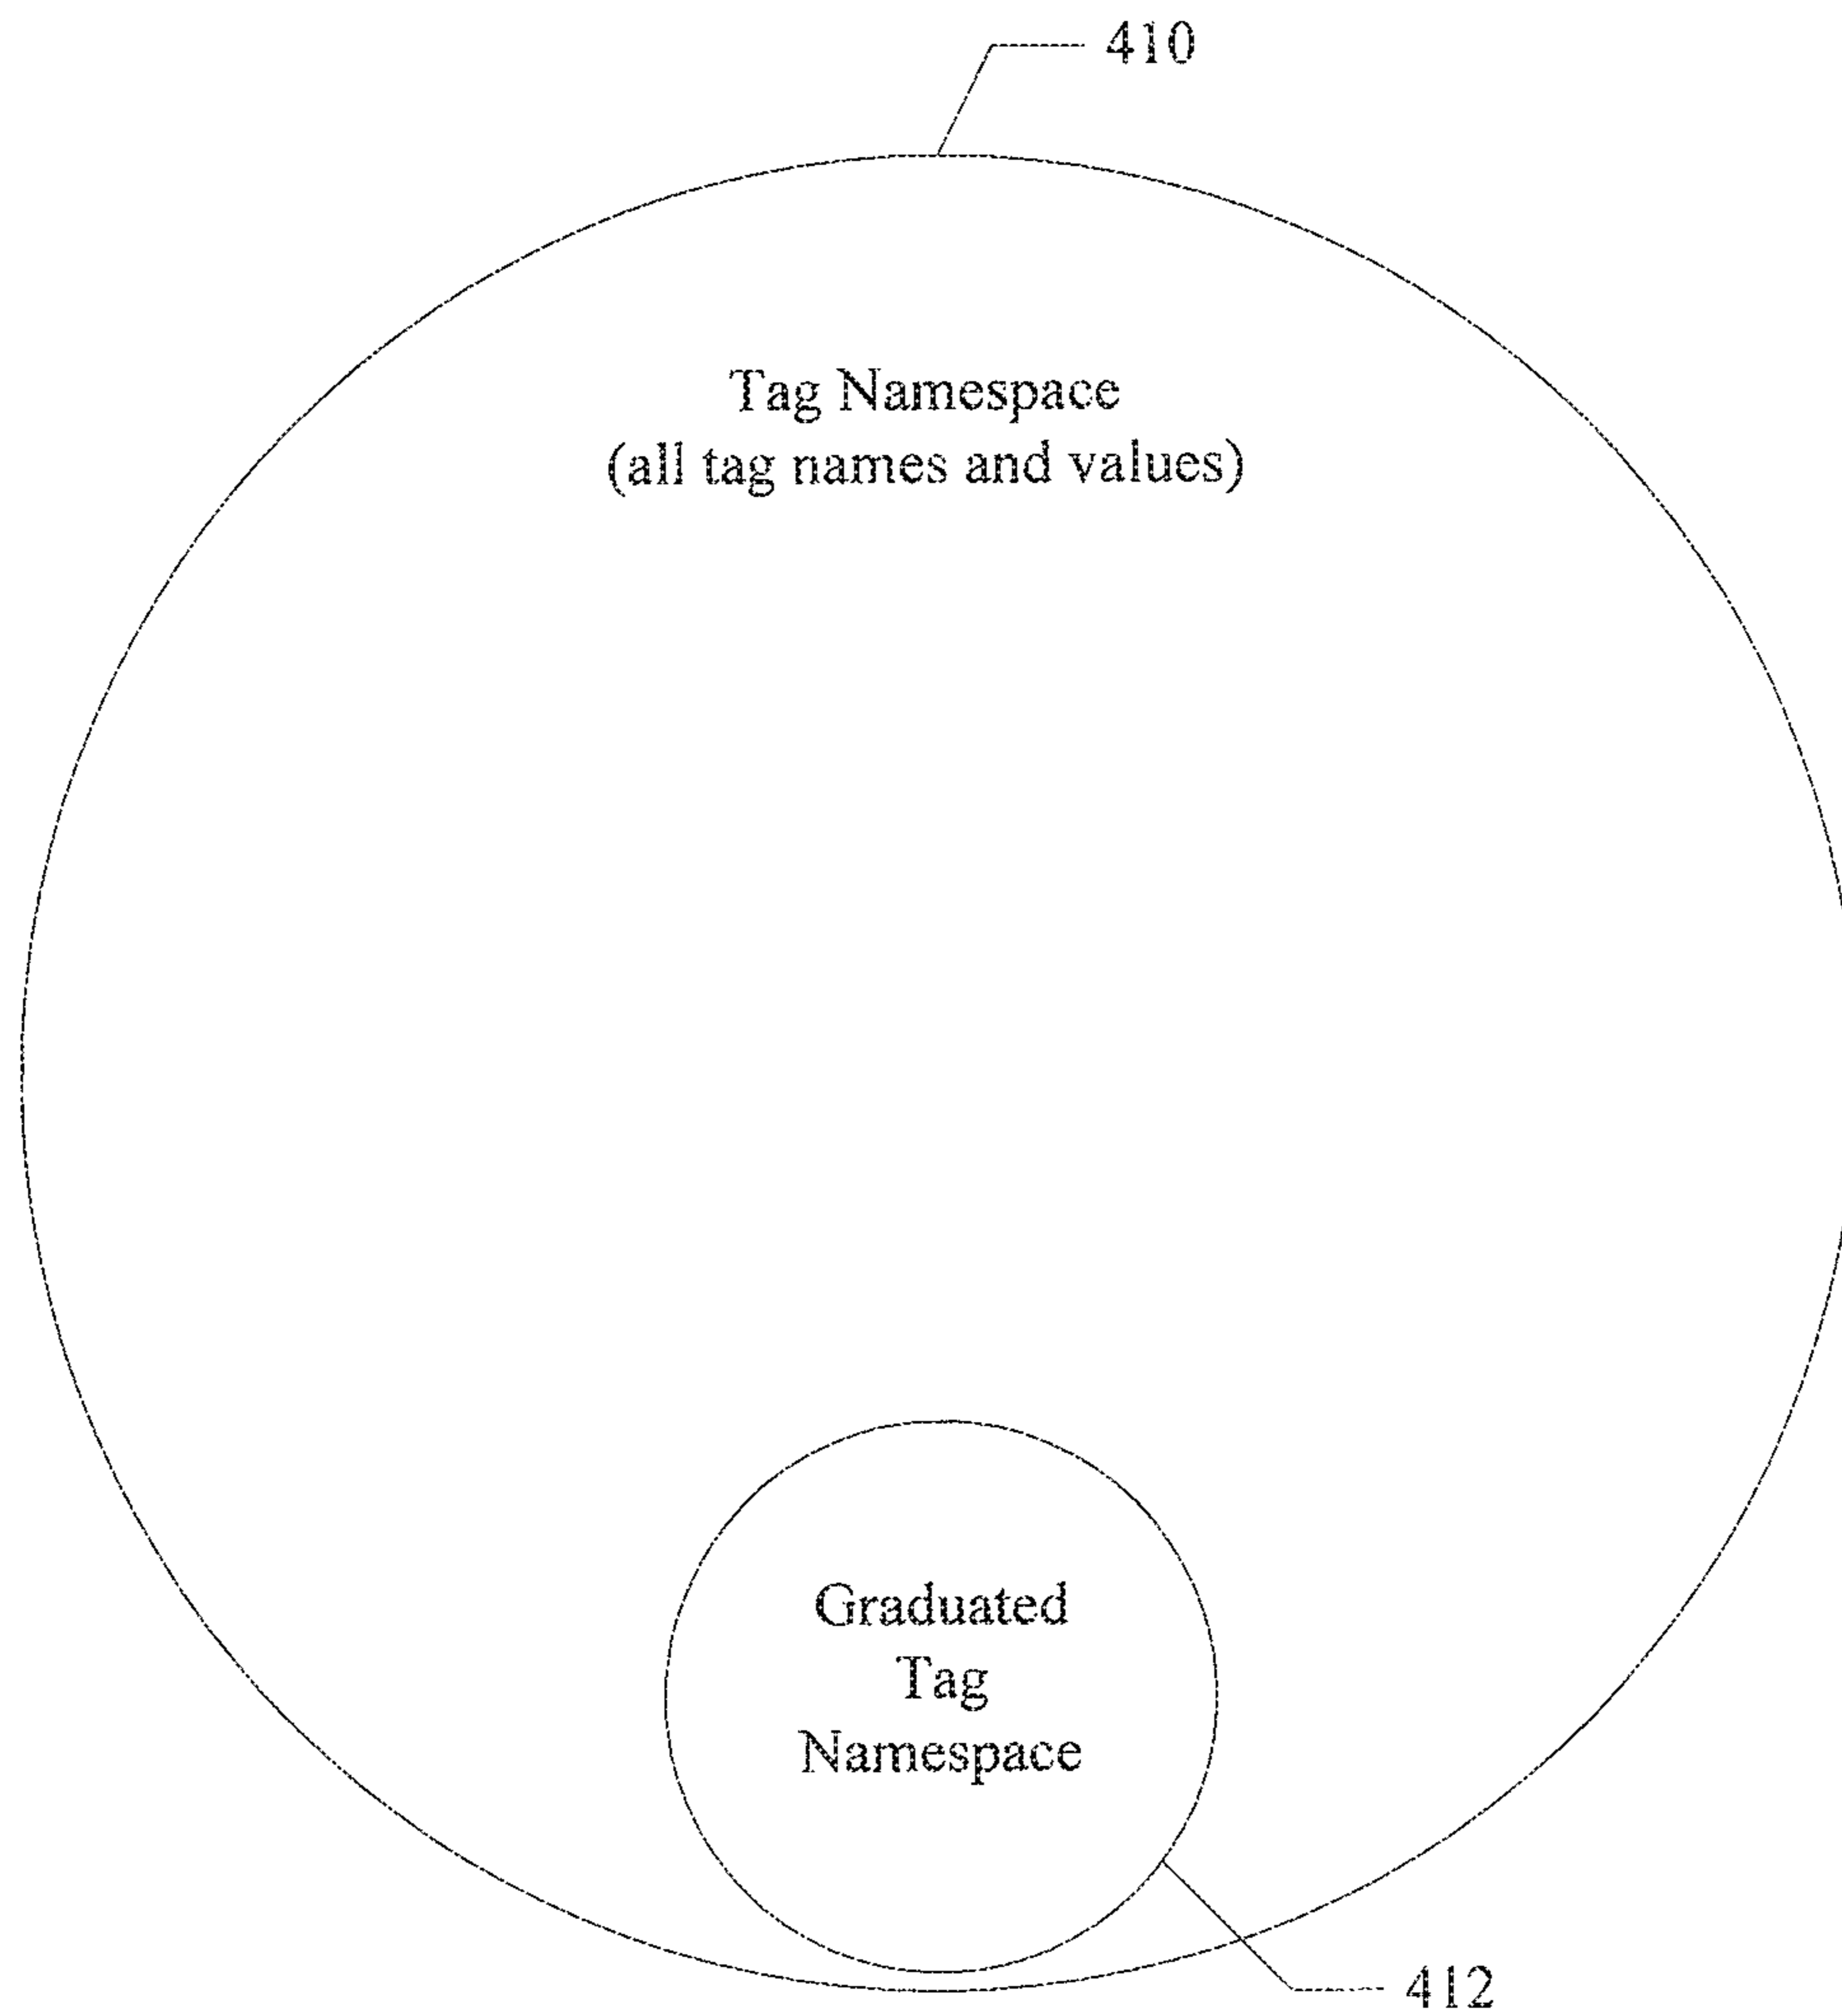 410
Tag Namespace
(all tag names and values)
Graduated
Tag
Namespace
412